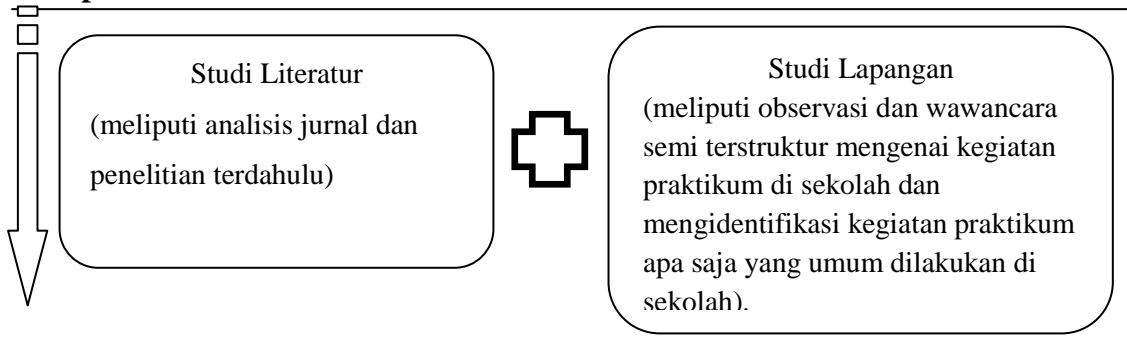 Studi Literatur
(meliputi analisis jurnal dan
penelitian terdahulu)
Studi Lapangan
(meliputi observasi dan wawancara
semi terstruktur mengenai kegiatan
praktikum di sekolah dan
mengidentifikasi kegiatan praktikum
apa saja yang umum dilakukan di
sekolah).